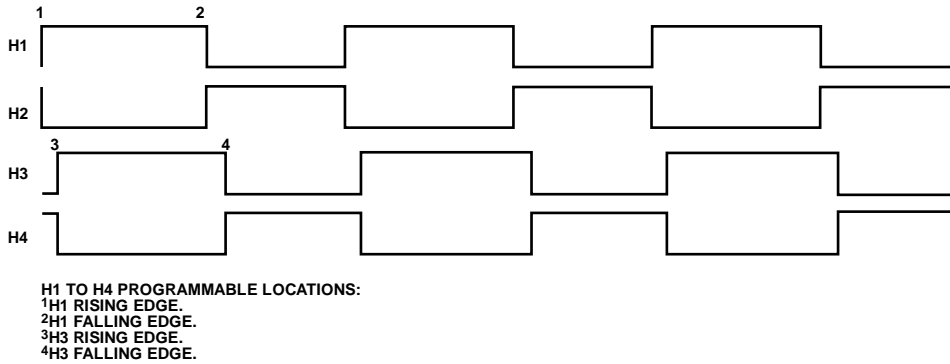 1 2
H1
H2
3 4
H3
H4
H1 TO H4 PROGRAMMABLE LOCATIONS:
1H1 RISING EDGE.
2H1 FALLING EDGE.
3H3 RISING EDGE.
4H3 FALLING EDGE.